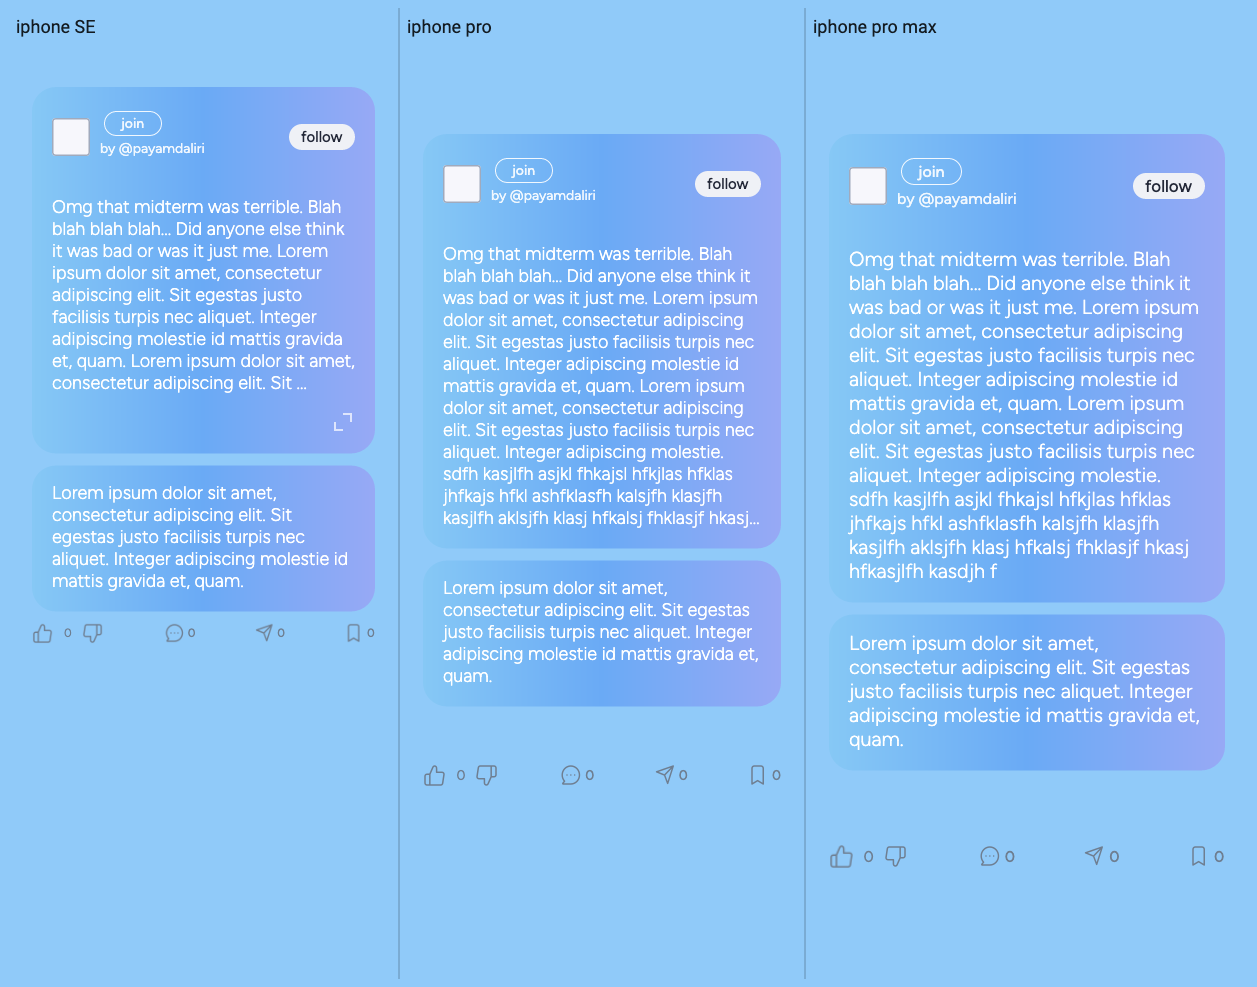 iphone SE
join
by @payamdaliri
follow
Omg that midterm was terrible. Blah
blah blah blah... Did anyone else think
it was bad or was it just me. Lorem
ipsum dolor sit amet, consectetur
adipiscing elit. Sit egestas justo
facilisis turpis nec aliquet. Integer
adipiscing molestie id mattis gravida
et, quam. Lorem ipsum dolor sit amet,
consectetur adipiscing elit. Sit ...
Lorem ipsum dolor sit amet,
consectetur adipiscing elit. Sit
egestas justo facilisis turpis nec
aliquet. Integer adipiscing molestie id
mattis gravida et, quam.
0 0 0 0
iphone pro
join
by @payamdaliri
follow
Omg that midterm was terrible. Blah
blah blah blah... Did anyone else think it
was bad or was it just me. Lorem ipsum
dolor sit amet, consectetur adipiscing
elit. Sit egestas justo facilisis turpis nec
aliquet. Integer adipiscing molestie id
mattis gravida et, quam. Lorem ipsum
dolor sit amet, consectetur adipiscing
elit. Sit egestas justo facilisis turpis nec
aliquet. Integer adipiscing molestie.
sdfh kasjlfh asjkl fhkajsl hfkjlas hfklas
jhfkajs hfkl ashfklasfh kalsjfh klasjfh
kasjlfh aklsjfh klasj hfkalsj fhklasjf hkasj...
Lorem ipsum dolor sit amet,
consectetur adipiscing elit. Sit egestas
justo facilisis turpis nec aliquet. Integer
adipiscing molestie id mattis gravida et,
quam.
0 0 0 0
iphone pro max
join
by @payamdaliri
follow
Omg that midterm was terrible. Blah
blah blah blah... Did anyone else think it
was bad or was it just me. Lorem ipsum
dolor sit amet, consectetur adipiscing
elit. Sit egestas justo facilisis turpis nec
aliquet. Integer adipiscing molestie id
mattis gravida et, quam. Lorem ipsum
dolor sit amet, consectetur adipiscing
elit. Sit egestas justo facilisis turpis nec
aliquet. Integer adipiscing molestie.
sdfh kasjlfh asjkl fhkajsl hfkjlas hfklas
jhfkajs hfkl ashfklasfh kalsjfh klasjfh
kasjlfh aklsjfh klasj hfkalsj fhklasjf hkasj
hfkasjlfh kasdjh f
Lorem ipsum dolor sit amet,
consectetur adipiscing elit. Sit egestas
justo facilisis turpis nec aliquet. Integer
adipiscing molestie id mattis gravida et,
quam.
0 0 0 0